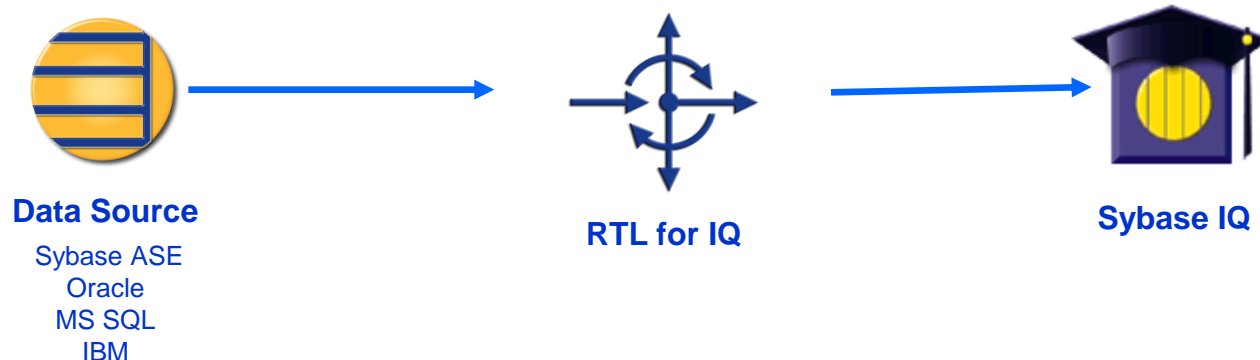 Data Source
Sybase ASE
Oracle
MS SQL
IBM
RTL for IQ
Sybase IQ